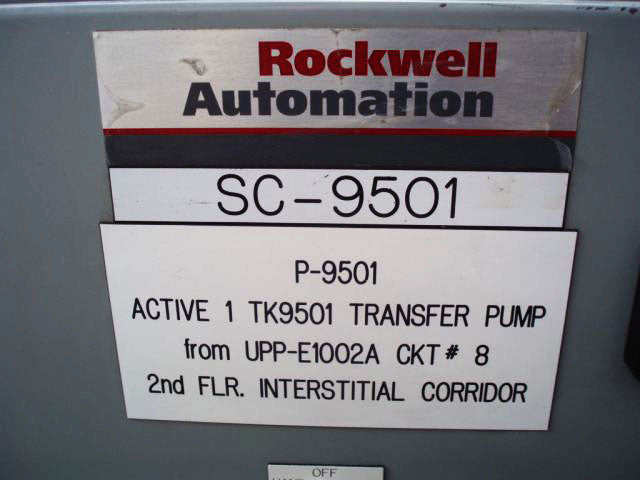 Rockwell
Automation
SC-9501
P-9501
ACTIVE 1 TK9501 TRANSFER PUMP
from UPP-E1002A CKT# 8
2nd FLR. INTERSTITIAL CORRIDOR
OFF